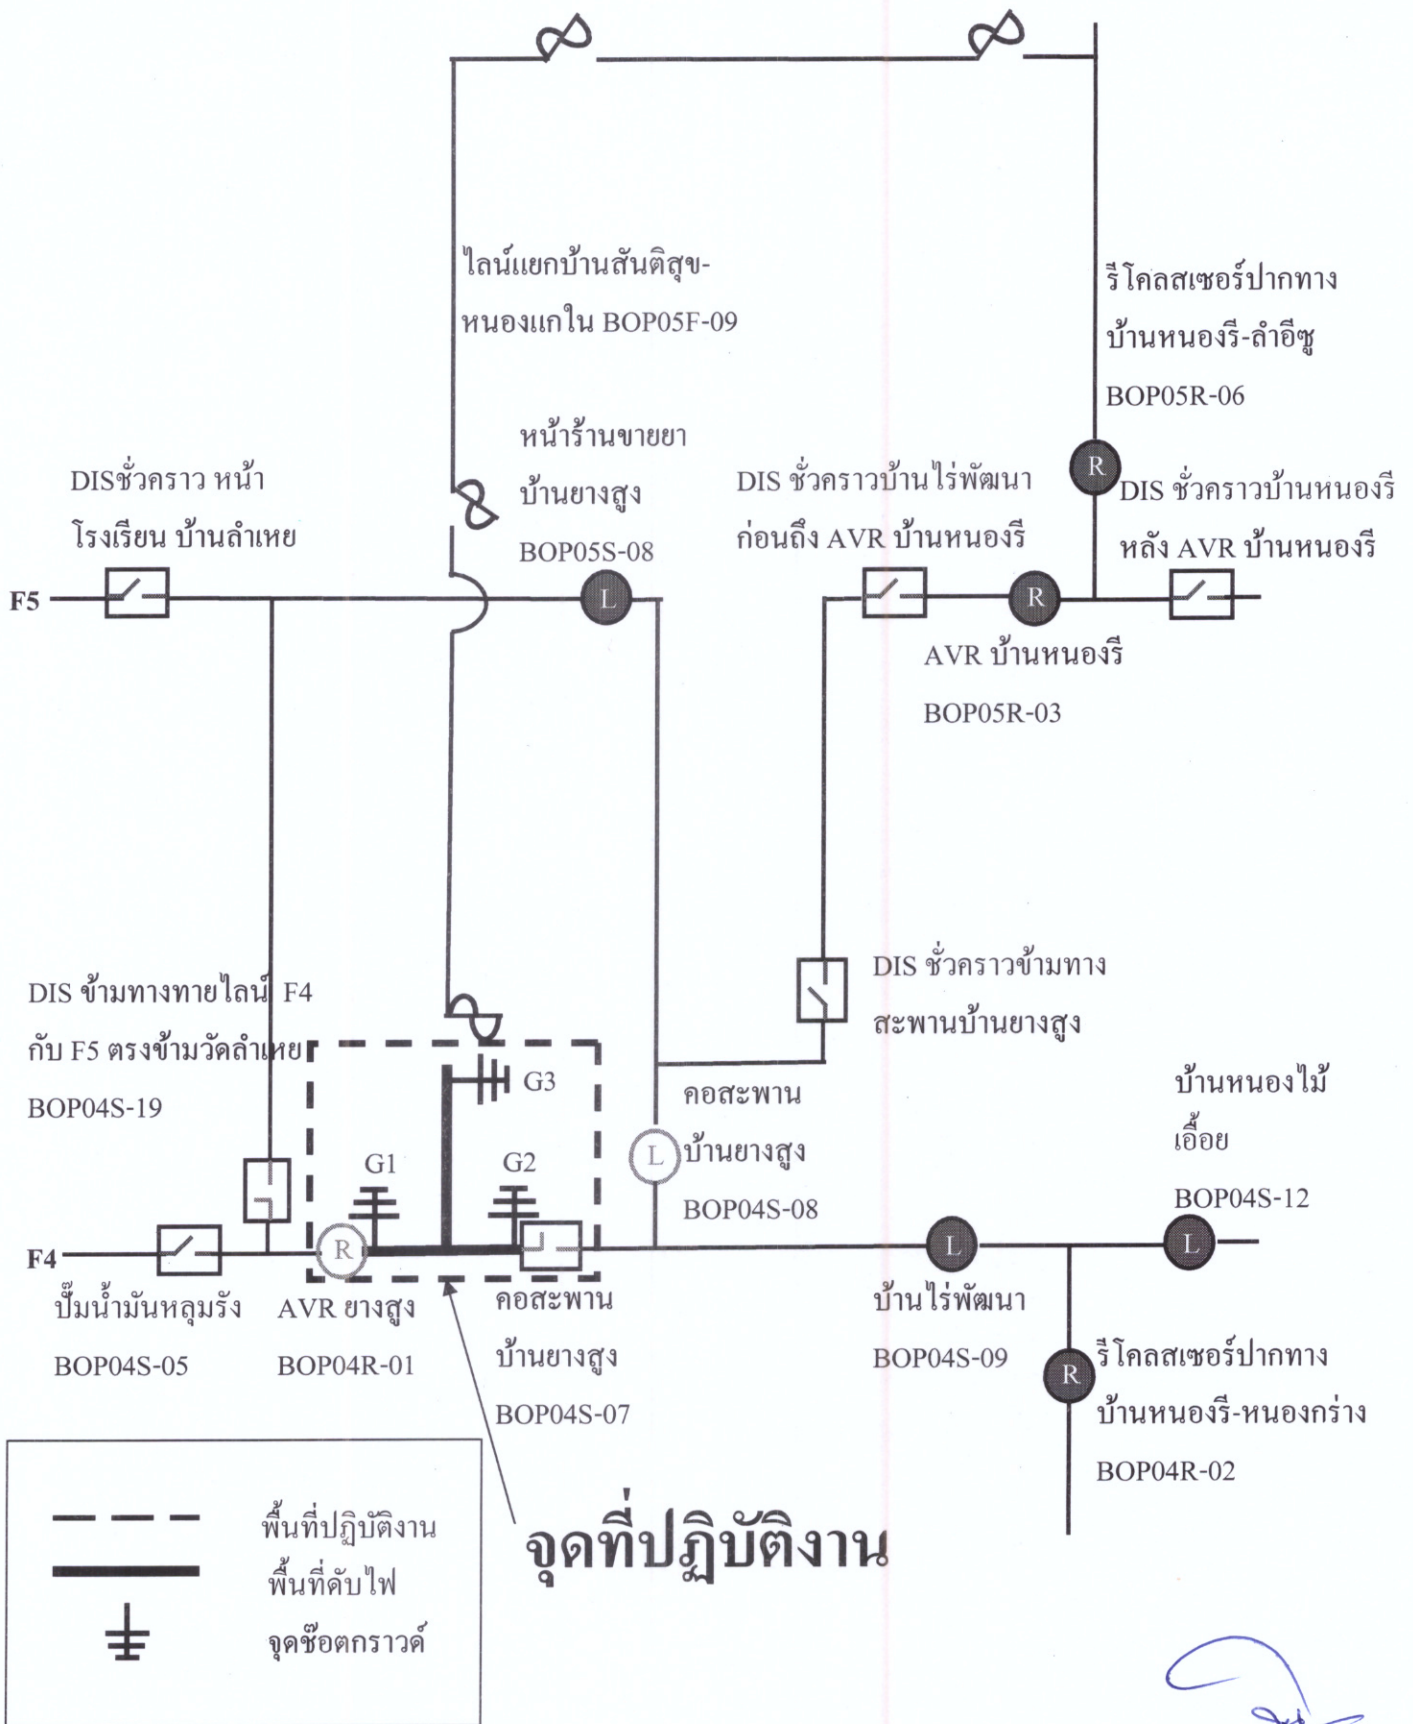 ไลน์แยกบ้านสันติสุข-
หนองแกใน BOP05F-09
รีโคลสเซอร์ปากทาง
บ้านหนองรี-ลำอีซู
BOP05R-06
หน้าร้านขายยา
บ้านยางสูง
BOP05S-08
DISชั่วคราว หน้า
โรงเรียน บ้านลำเหย
DIS ชั่วคราวบ้านไร่พัฒนา
ก่อนถึง AVR บ้านหนองรี
R
DIS ชั่วคราวบ้านหนองรี
หลัง AVR บ้านหนองรี
F5
L
R
AVR บ้านหนองรี
BOP05R-03
DIS ข้ามทางทายไลน์ F4
กับ F5 ตรงข้ามวัดลำเหย
BOP04S-19
DIS ชั่วคราวข้ามทาง
สะพานบ้านยางสูง
G3
G1
G2
L
คอสะพาน
บ้านยางสูง
BOP04S-08
บ้านหนองไม้
เอื้อย
BOP04S-12
F4
R
L
L
ปั๊มน้ำมันหลุมรัง
BOP04S-05
AVR ยางสูง
BOP04R-01
คอสะพาน
บ้านยางสูง
BOP04S-07
บ้านไร่พัฒนา
BOP04S-09
R
รีโคลสเซอร์ปากทาง
บ้านหนองรี-หนองกร่าง
BOP04R-02
จุดที่ปฏิบัติงาน
พื้นที่ปฏิบัติงาน
พื้นที่ดับไฟ
จุดช๊อตกราวด์